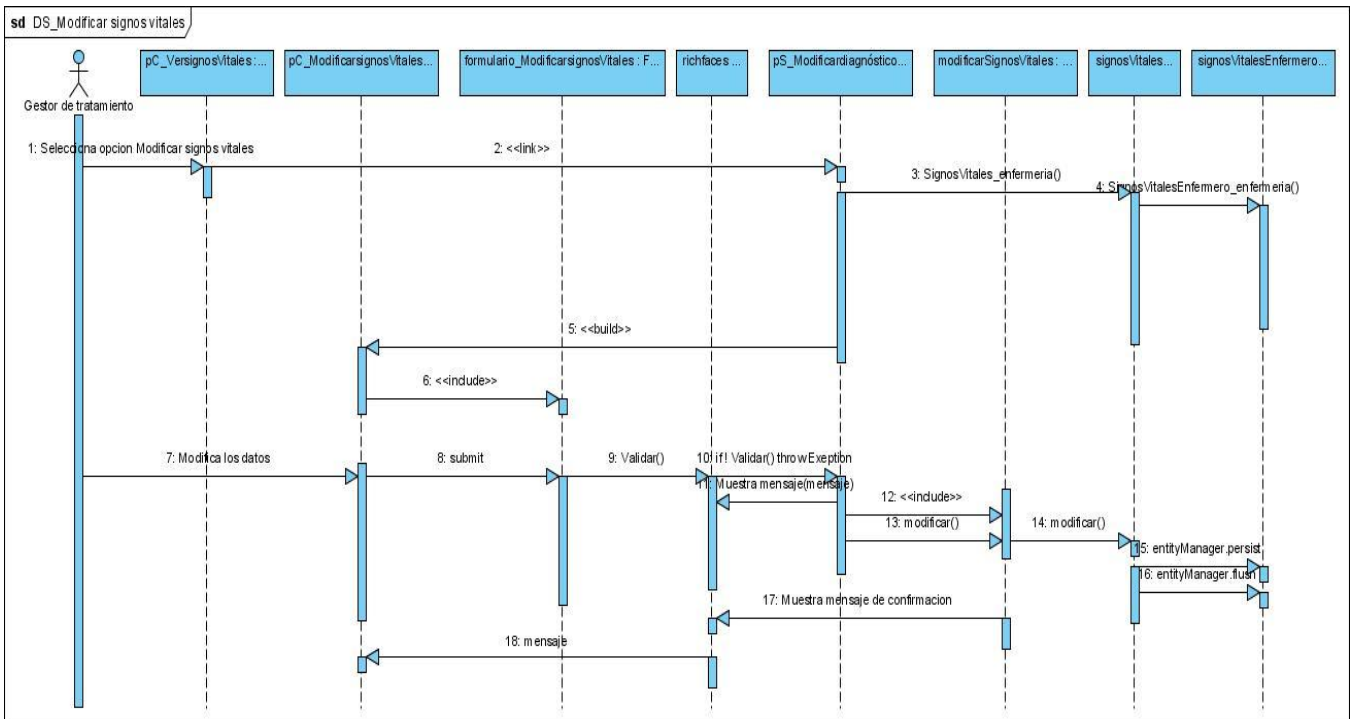 sd DS_Modificar signos vitales
pC_VersignosVitales :...
pC_ModificarsignosVitales...
formulario_ModificarsignosVitales : F...
richfaces ...
pS_Modificardiagnóstico...
modificarSignosVitales : ...
signosVitales...
signosVitalesEnfermero...
Gestor de tratamiento
1: Selecciona opcion Modificar signos vitales
2: <<link>>
3: SignosVitales_enfermeria()
4: SignosVitalesEnfermero_enfermeria()
5: <<build>>
6: <<include>>
7: Modifica los datos
8: submit
9: Validar()
10: if ! Validar() throw Exeption
11: Muestra mensaje(mensaje)
12: <<include>>
13: modificar()
14: modificar()
15: entityManager.persist
16: entityManager.flush
17: Muestra mensaje de confirmacion
18: mensaje